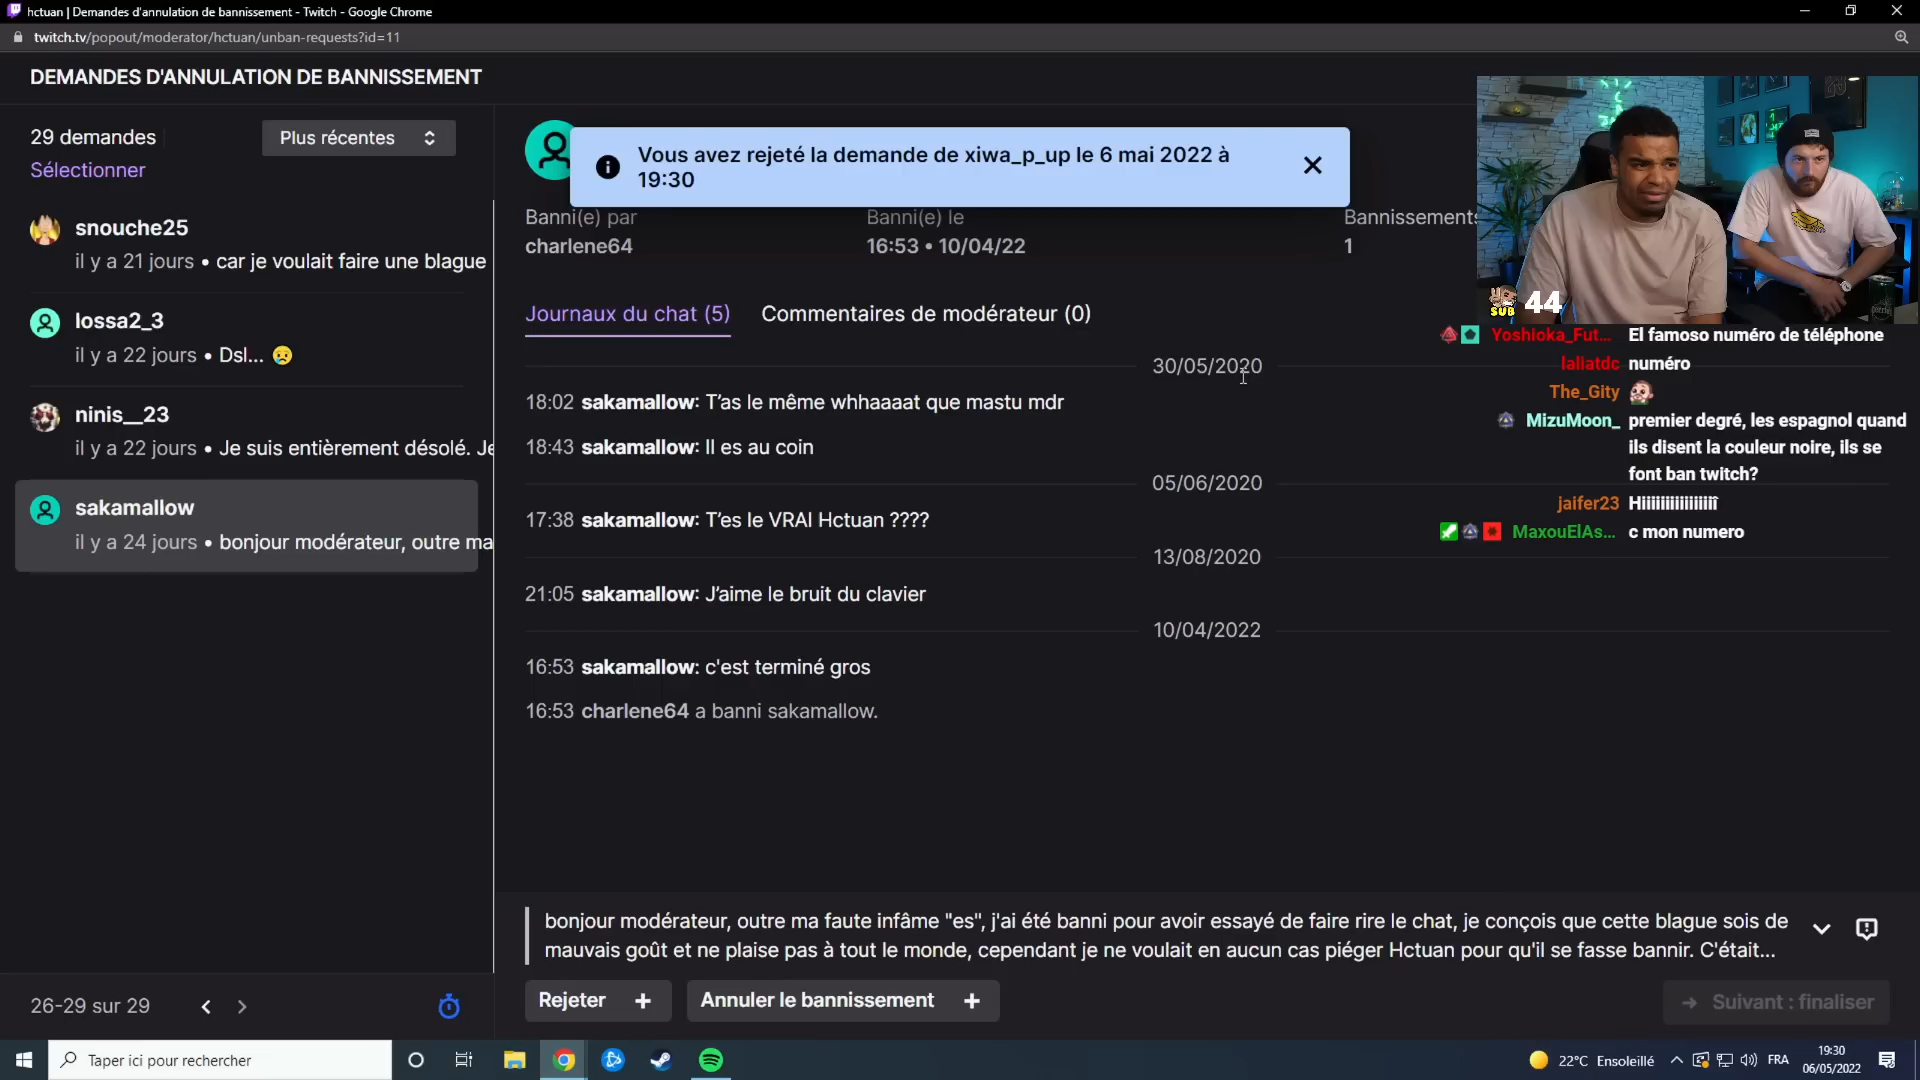 hctuan | Demandes d'annulation de bannissement - Twitch - Google Chrome
twitch.tv/popout/moderator/hctuan/unban-requests?id=11
DEMANDES D'ANNULATION DE BANNISSEMENT
29 demandes
Plus récentes
Sélectionner
snouche25
il y a 21 jours • car je voulait faire une blague
lossa2_3
il y a 22 jours • Dsl... 😥
ninis__23
il y a 22 jours • Je suis entièrement désolé. Je
sakamallow
il y a 24 jours • bonjour modérateur, outre ma
26-29 sur 29
Vous avez rejeté la demande de xiwa_p_up le 6 mai 2022 à
19:30
Banni(e) par
charlene64
Banni(e) le
16:53 • 10/04/22
Bannissements
1
Journaux du chat (5)
Commentaires de modérateur (0)
30/05/2020
18:02 sakamallow: T'as le même whhaaaat que mastu mdr
18:43 sakamallow: Il es au coin
05/06/2020
17:38 sakamallow: T'es le VRAI Hctuan ????
13/08/2020
21:05 sakamallow: J'aime le bruit du clavier
10/04/2022
16:53 sakamallow: c'est terminé gros
16:53 charlene64 a banni sakamallow.
bonjour modérateur, outre ma faute infâme "es", j'ai été banni pour avoir essayé de faire rire le chat, je conçois que cette blague sois de
mauvais goût et ne plaise pas à tout le monde, cependant je ne voulait en aucun cas piéger Hctuan pour qu'il se fasse bannir. C'était...
Rejeter +
Annuler le bannissement +
→ Suivant : finaliser
SUB 44
Yoshioka_Fut... El famoso numéro de téléphone
laliatdc numéro
The_Gity
MizuMoon_ premier degré, les espagnol quand
ils disent la couleur noire, ils se
font ban twitch?
jaifer23 Hiiiiiiiiiiiiiiiî
MaxouElAs... c mon numero
Taper ici pour rechercher
22°C Ensoleillé
FRA
19:30
06/05/2022